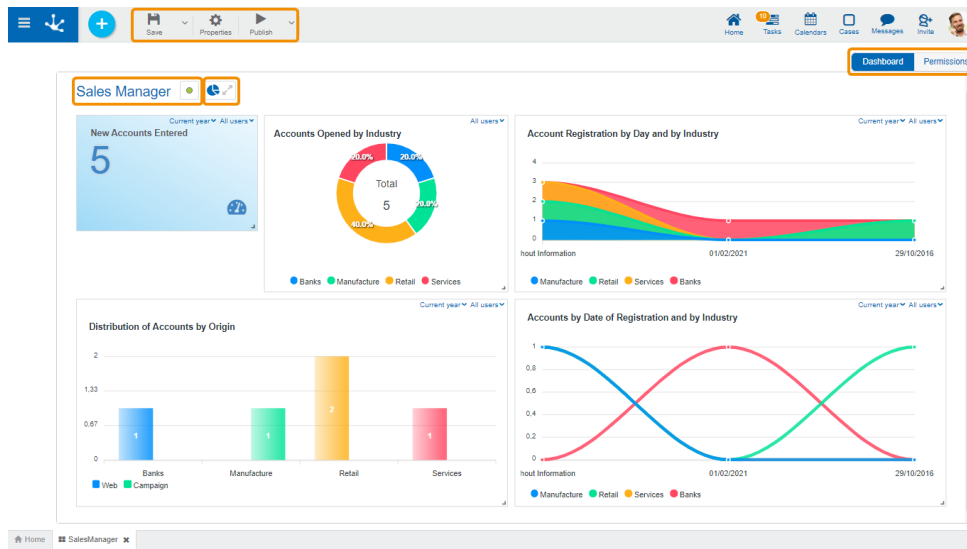 Save
Properties
Publish
Home
10
Tasks
Calendars
Cases
Messages
Invite
Dashboard
Permissions
Sales Manager
Current year All users
New Accounts Entered
5
All users
Accounts Opened by Industry
20.0%
20.0%
20.0%
40.0%
Total
5
Banks Manufacture Retail Services
Current year All users
Account Registration by Day and by Industry
4
3
2
1
0
hout Information 01/02/2021 29/10/2016
Manufacture Retail Services Banks
Current year All users
Distribution of Accounts by Origin
2
1,33
0.67
0
1
1
2
1
Banks Manufacture Retail Services
Web Campaign
Current year All users
Accounts by Date of Registration and by Industry
1
0,8
0,6
0,4
0,2
0
hout Information 01/02/2021 29/10/2016
Manufacture Retail Services Banks
Home
SalesManager